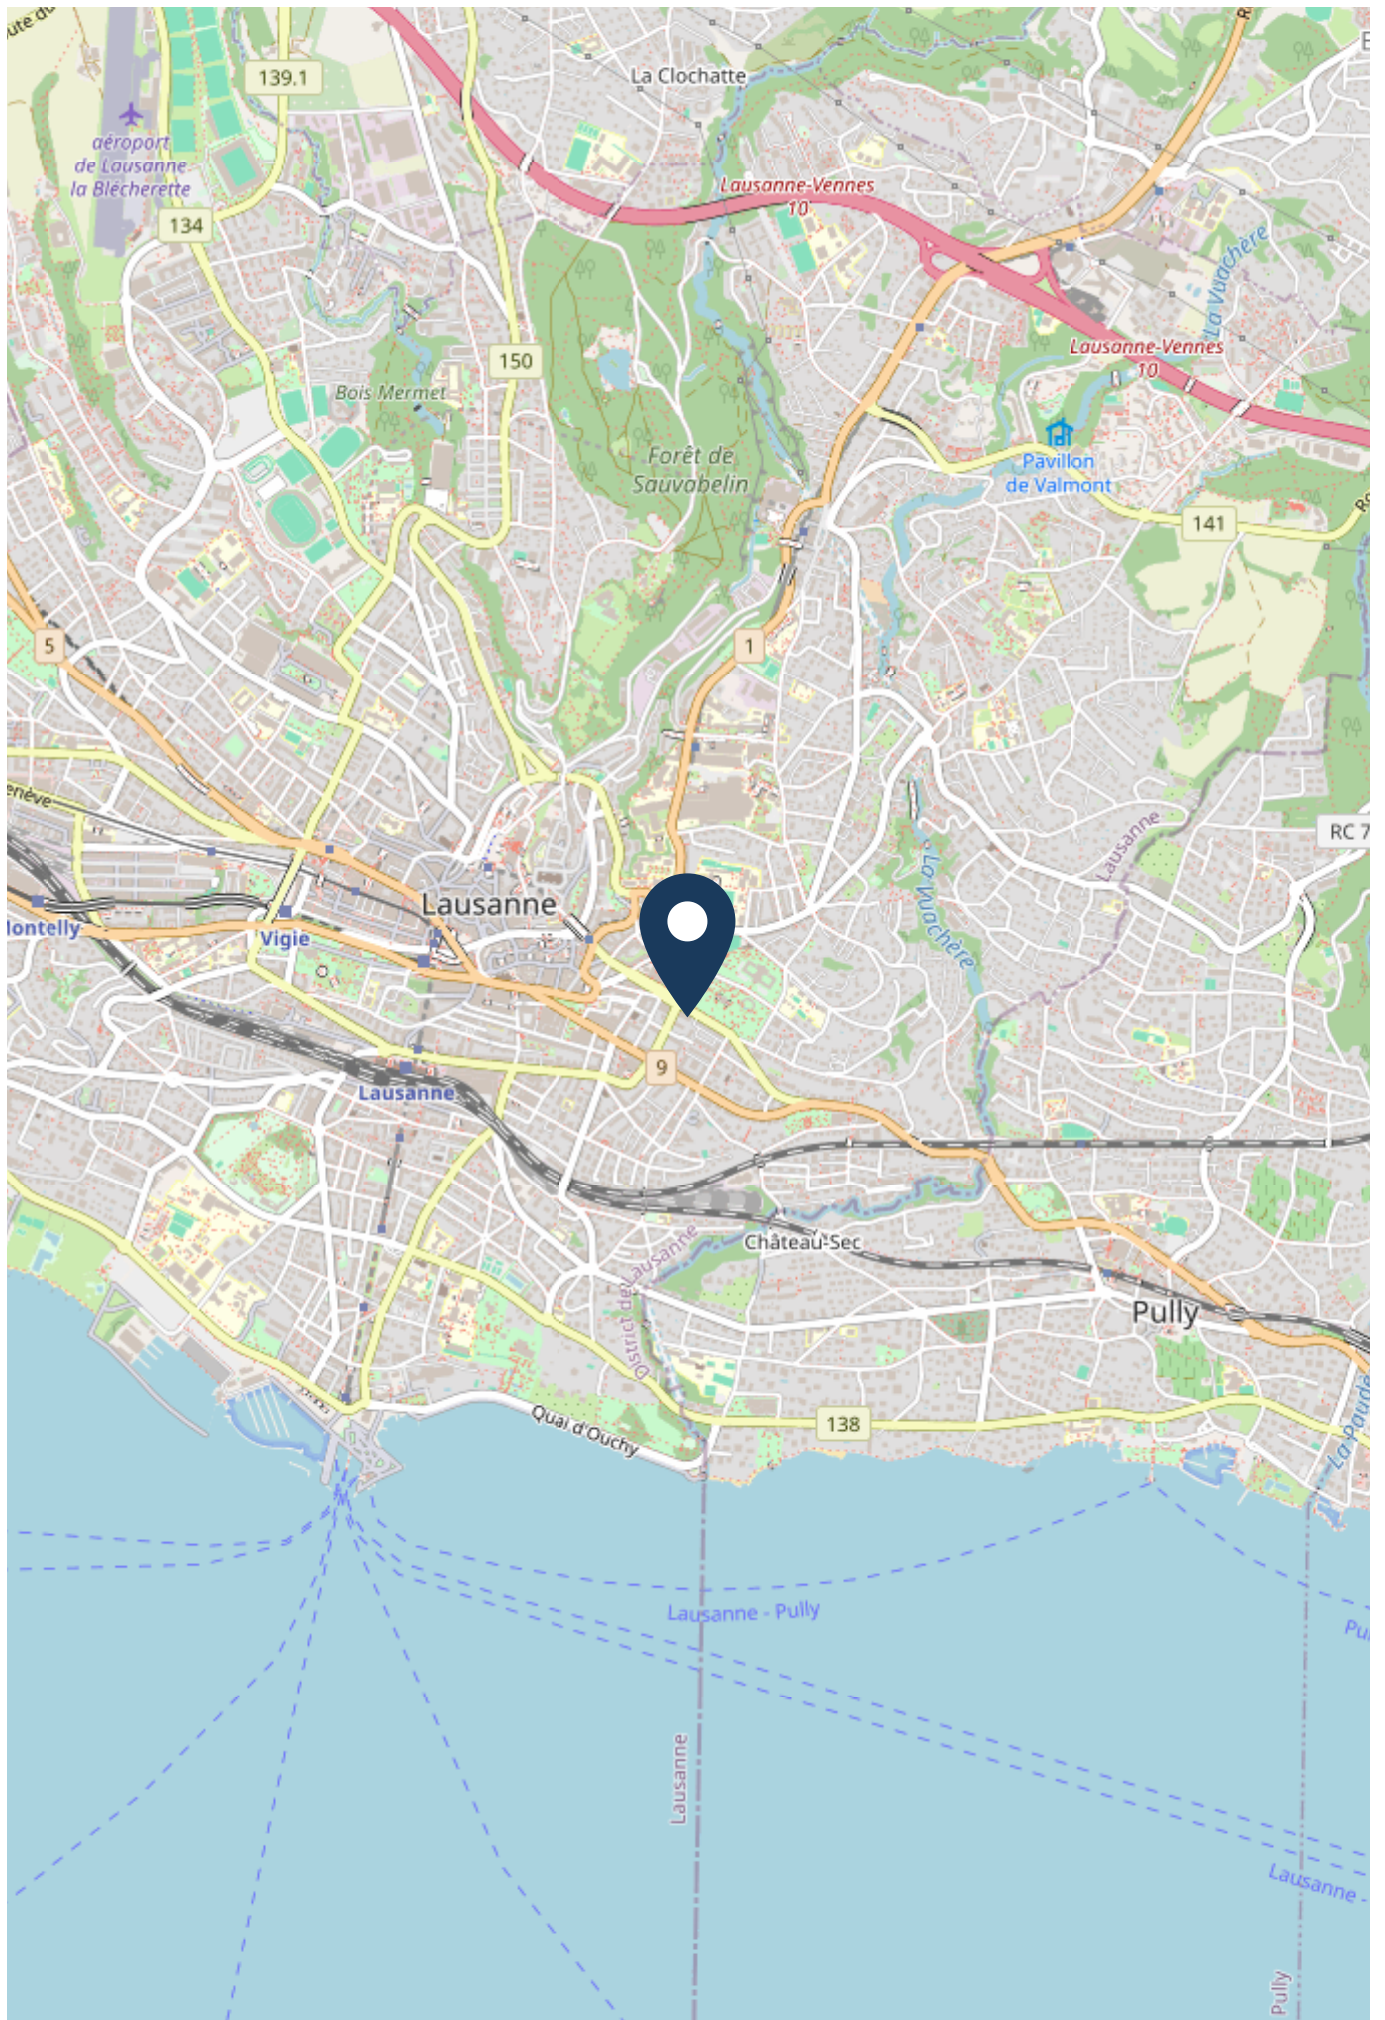 139.1
La Clochatte
aéroport
de Lausanne
la Blécherette
134
Lausanne-Vennes
10
La Vuachère
Lausanne-Vennes
10
150
Bois Mermet
Forêt de
Sauvabelin
Pavillon
de Valmont
141
5
1
Lausanne
RC 7
Lausanne
Vigie
La Vuachère
9
Lausanne
Château-Sec
District de Lausanne
Pully
Quai d'Ouchy
138
Lausanne - Pully
Lausanne
Lausanne -
Pully